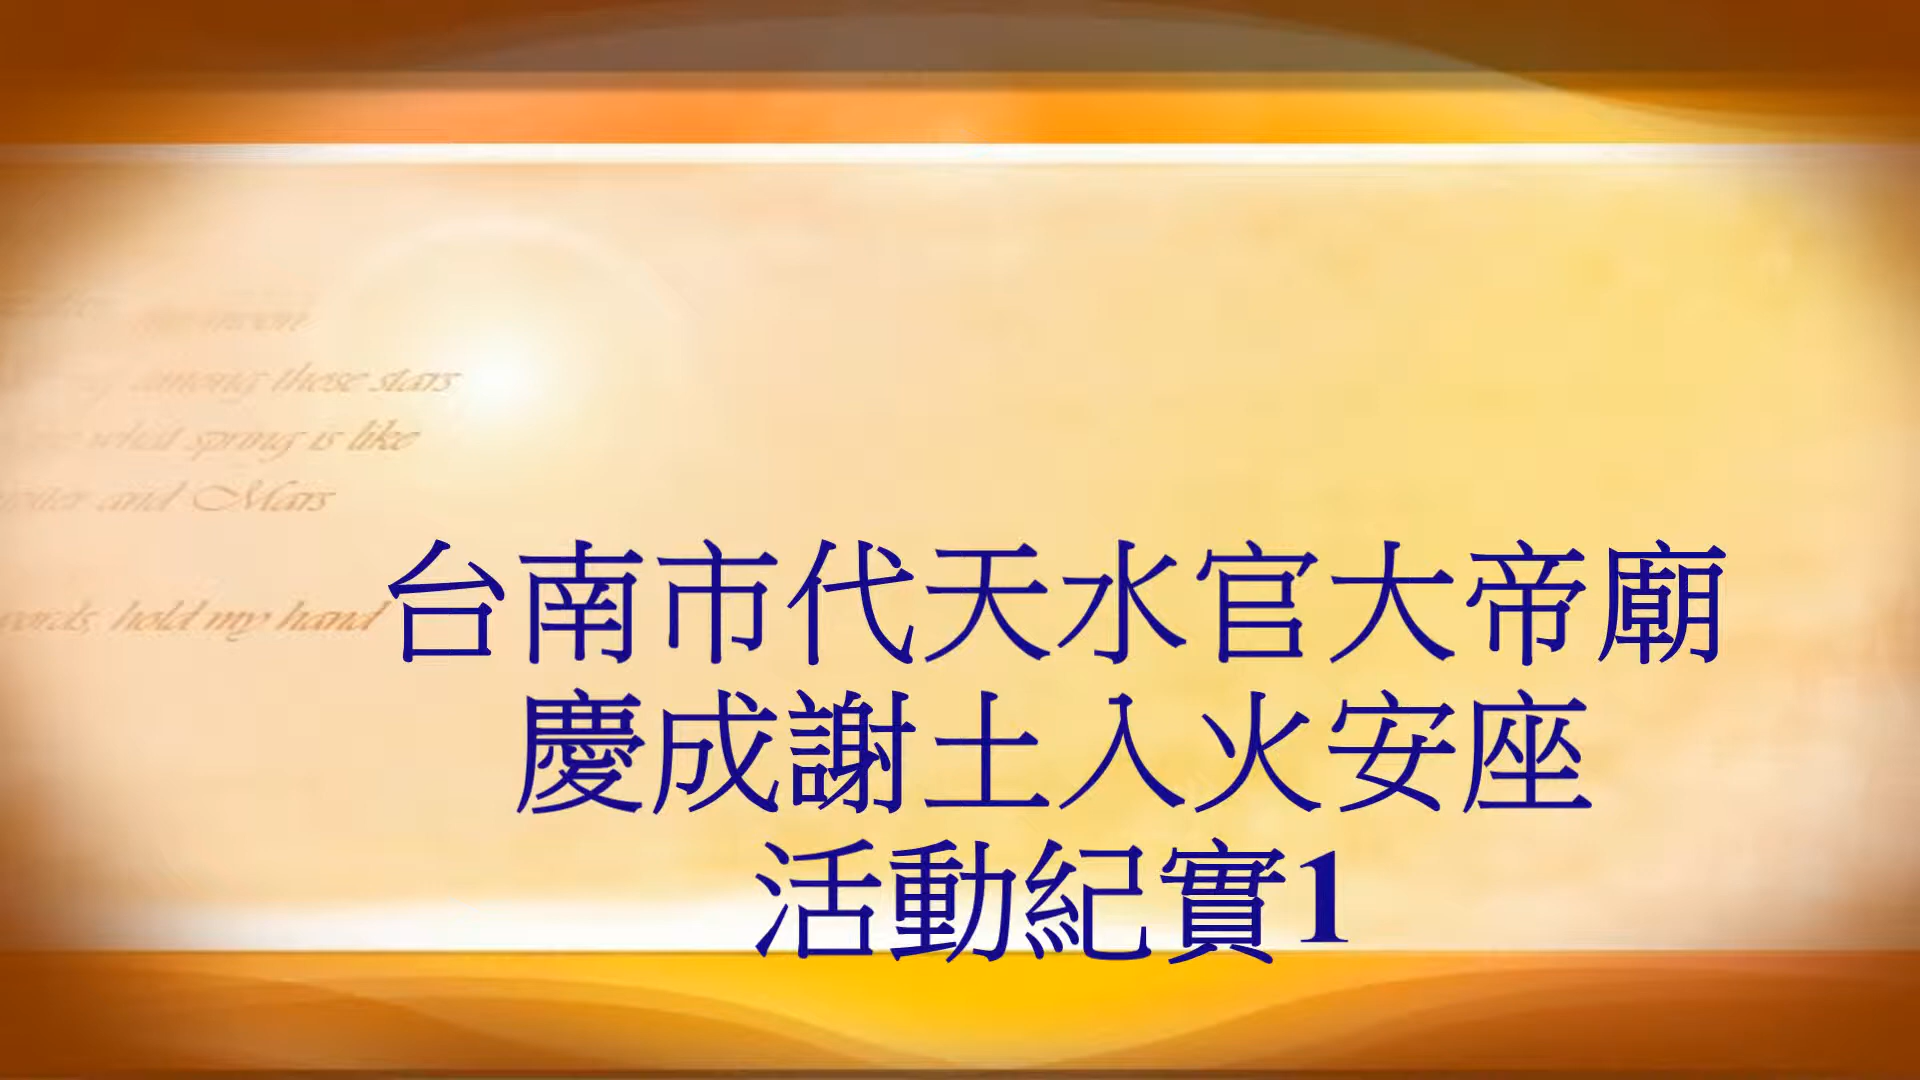 moon
among these stars
what spring is like
and Mars
hold my hand
台南市代天水官大帝廟
慶成謝土入火安座
活動紀實1